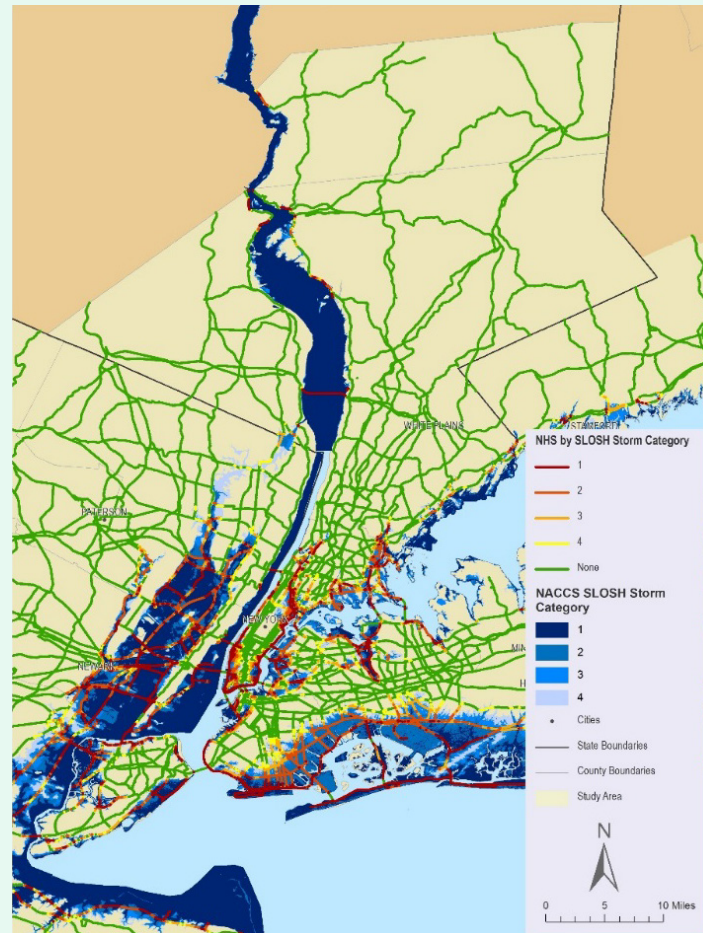 WHITE PLAINS
STAMFORD
PATERSON
NEW YORK
NEWARK
NHS by SLOSH Storm Category
1
2
3
4
None
NACCS SLOSH Storm
Category
1
2
3
4
Cities
State Boundaries
County Boundaries
Study Area
N
0 5 10 Miles